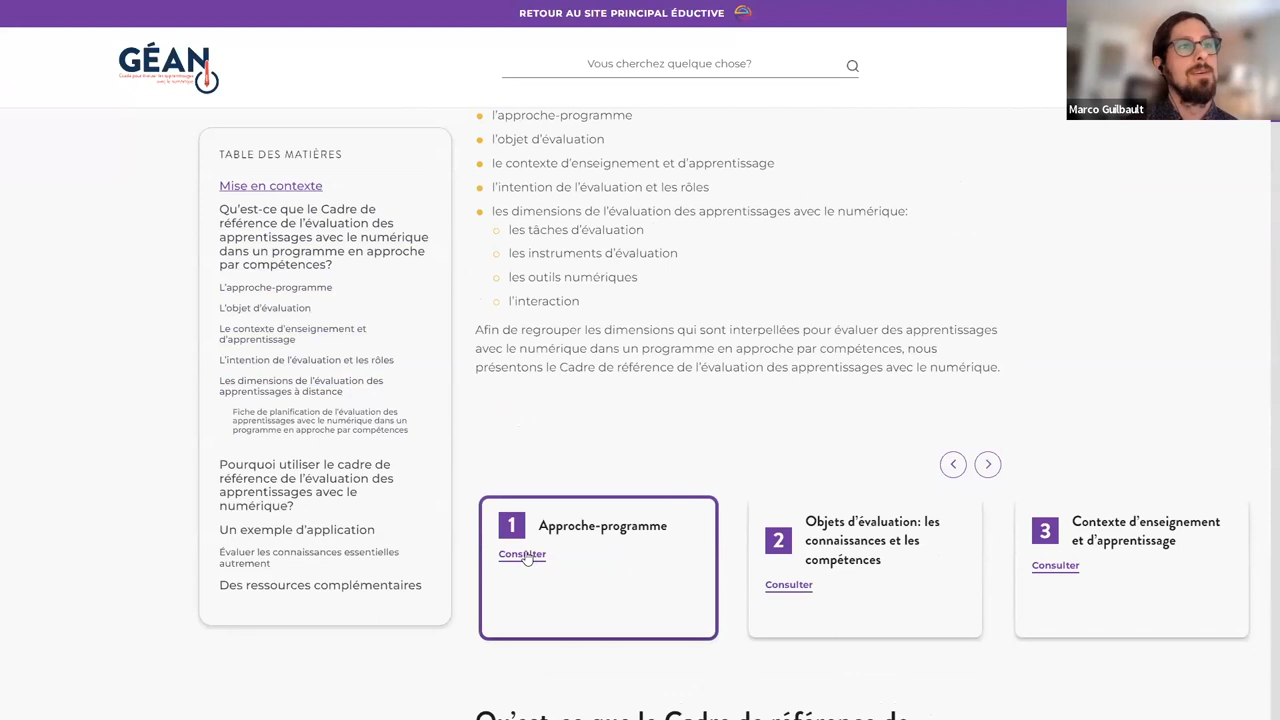 RETOUR AU SITE PRINCIPAL ÉDUCTIVE
GÉAN
Vous cherchez quelque chose?
Marco Guilbault
TABLE DES MATIÈRES
Mise en contexte
Qu'est-ce que le Cadre de
référence de l'évaluation des
apprentissages avec le numérique
dans un programme en approche
par compétences?
L'approche-programme
L'objet d'évaluation
Le contexte d'enseignement et
d'apprentissage
L'intention de l'évaluation et les rôles
Les dimensions de l'évaluation des
apprentissages à distance
Fiche de planification de l'évaluation des
apprentissages avec le numérique dans un
programme en approche par compétences
Pourquoi utiliser le cadre de
référence de l'évaluation des
apprentissages avec le
numérique?
Un exemple d'application
Évaluer les connaissances essentielles
autrement
Des ressources complémentaires
l'approche-programme
l'objet d'évaluation
le contexte d'enseignement et d'apprentissage
l'intention de l'évaluation et les rôles
les dimensions de l'évaluation des apprentissages avec le numérique:
les tâches d'évaluation
les instruments d'évaluation
les outils numériques
l'interaction
Afin de regrouper les dimensions qui sont interpellées pour évaluer des apprentissages
avec le numérique dans un programme en approche par compétences, nous
présentons le Cadre de référence de l'évaluation des apprentissages avec le numérique.
1 Approche-programme
Consulter
2 Objets d'évaluation: les
connaissances et les
compétences
Consulter
3 Contexte d'enseignement
et d'apprentissage
Consulter
Qu'est-ce que le Cadre de référence de